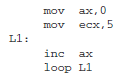 mov ax,0
mov ecx,5
L1:
inc ax
loop L1